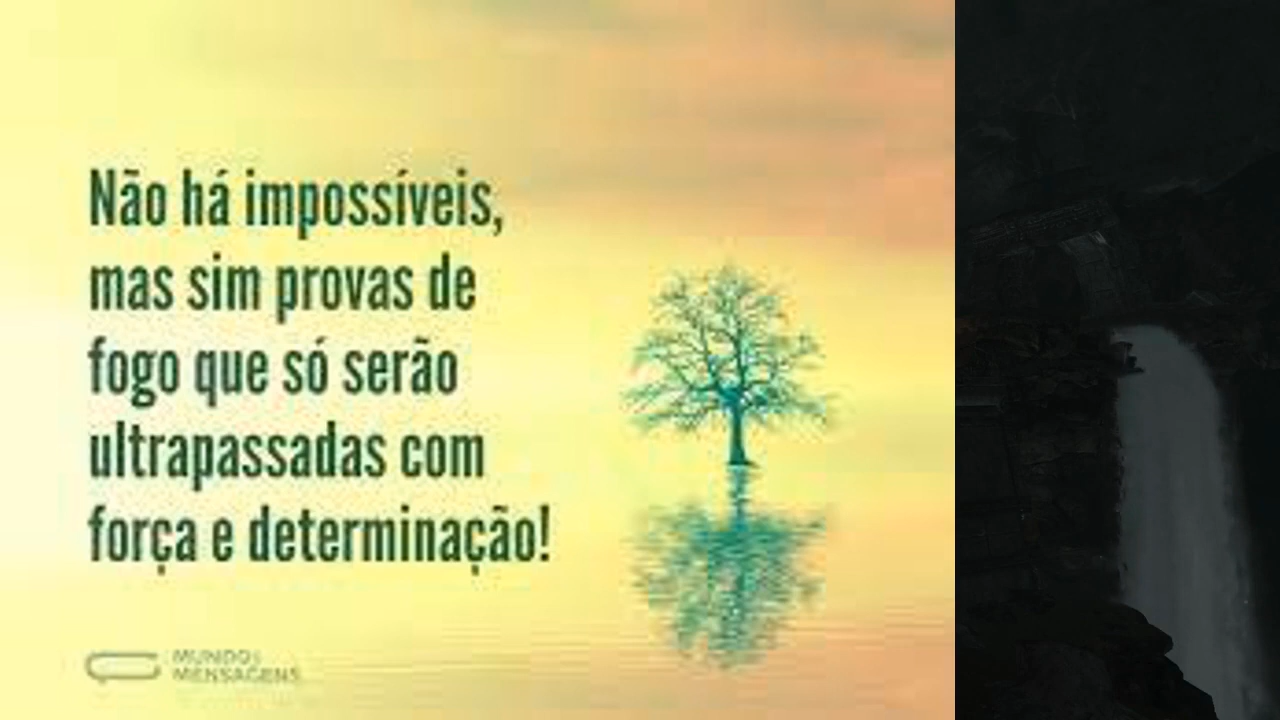 Não há impossíveis,
mas sim provas de
fogo que só serão
ultrapassadas com
força e determinação!
MUNDO
MENSAGENS